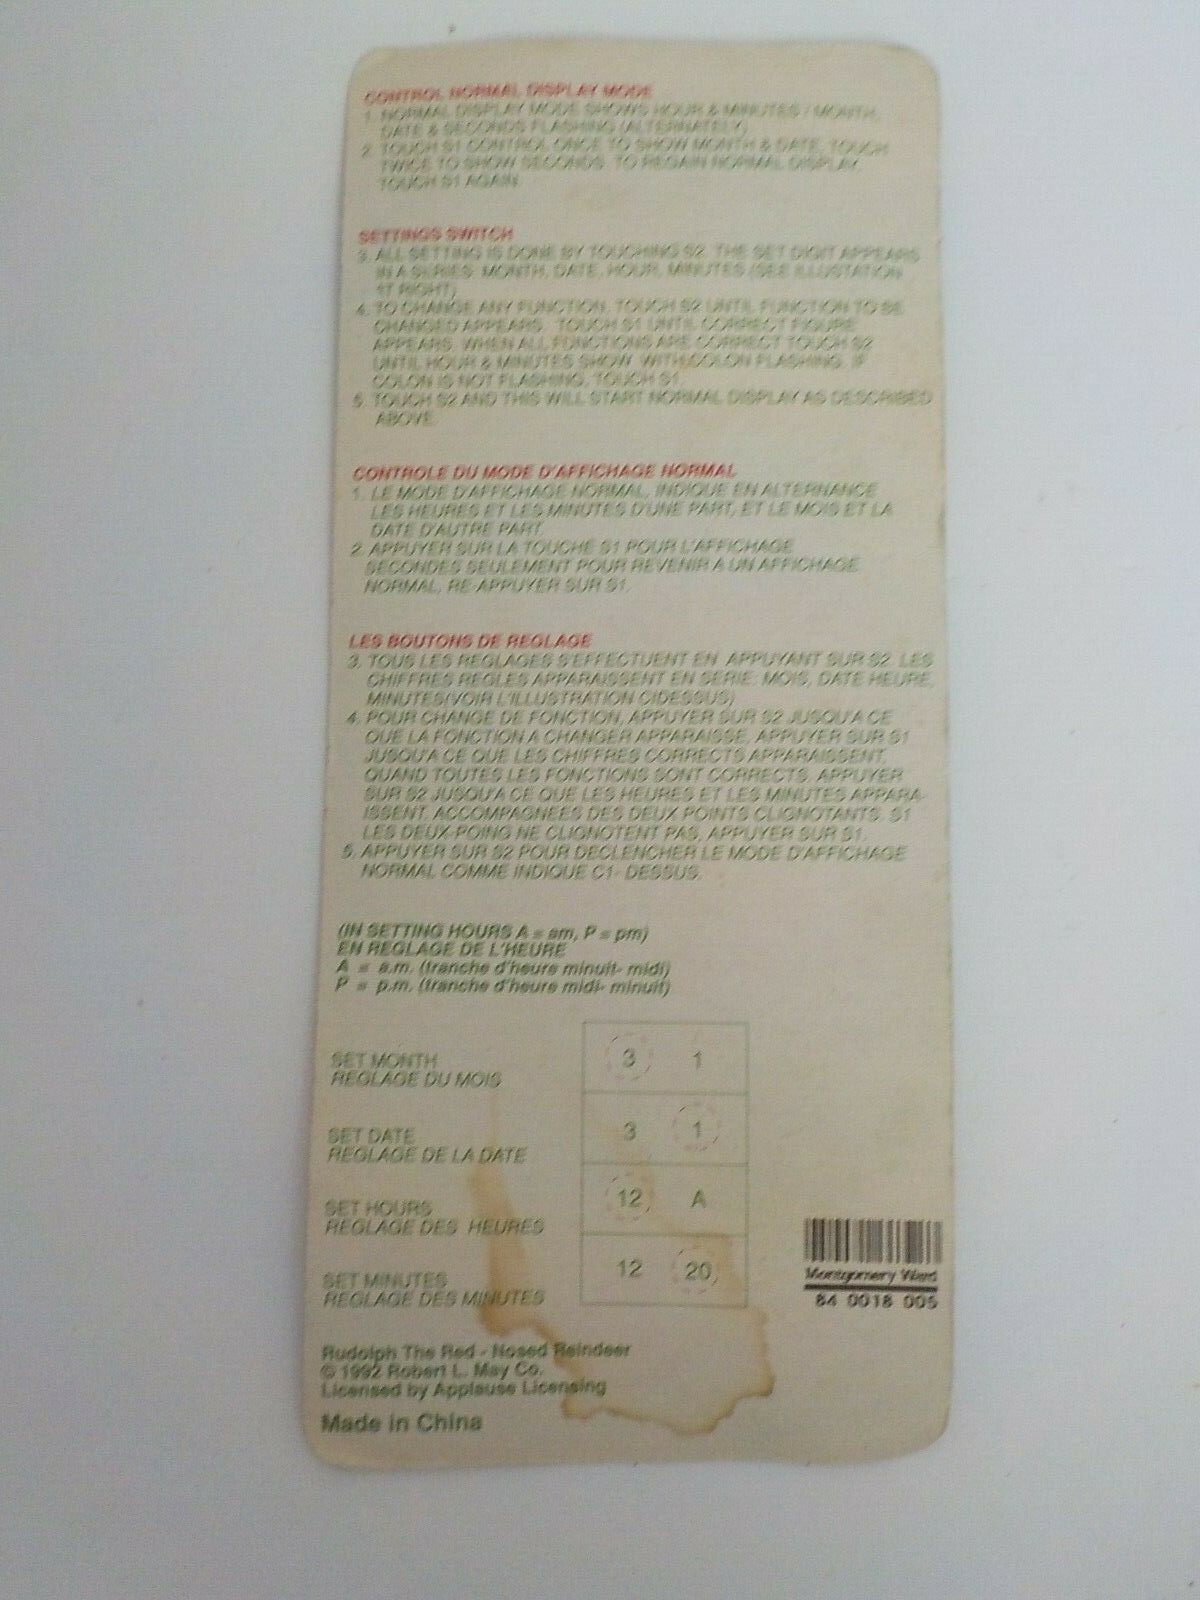 CONTROL NORMAL DISPLAY MODE
1. NORMAL DISPLAY MODE SHOWS HOUR & MINUTES / MONTH,
DATE & SECONDS FLASHING (ALTERNATELY)
2. TOUCH S1 CONTROL ONCE TO SHOW MONTH & DATE, TOUCH
TWICE TO SHOW SECONDS. TO REGAIN NORMAL DISPLAY,
TOUCH S1 AGAIN.
SETTINGS SWITCH
3. ALL SETTING IS DONE BY TOUCHING S2. THE SET DIGIT APPEARS
IN A SERIES: MONTH, DATE, HOUR, MINUTES (SEE ILLUSTATION
1T RIGHT)
4. TO CHANGE ANY FUNCTION, TOUCH S2 UNTIL FUNCTION TO BE
CHANGED APPEARS. TOUCH S1 UNTIL CORRECT FIGURE
APPEARS. WHEN ALL FUNCTIONS ARE CORRECT TOUCH S2
UNTIL HOUR & MINUTES SHOW WITH COLON FLASHING. IF
COLON IS NOT FLASHING, TOUCH S1.
5. TOUCH S2 AND THIS WILL START NORMAL DISPLAY AS DESCRIBED
ABOVE.
CONTROLE DU MODE D'AFFICHAGE NORMAL
1. LE MODE D'AFFICHAGE NORMAL, INDIQUE EN ALTERNANCE
LES HEURES ET LES MINUTES D'UNE PART, ET LE MOIS ET LA
DATE D'AUTRE PART.
2. APPUYER SUR LA TOUCHE S1 POUR L'AFFICHAGE
SECONDES SEULEMENT POUR REVENIR A UN AFFICHAGE
NORMAL, RE-APPUYER SUR S1.
LES BOUTONS DE REGLAGE
3. TOUS LES REGLAGES S'EFFECTUENT EN APPUYANT SUR S2. LES
CHIFFRES REGLES APPARAISSENT EN SERIE: MOIS, DATE HEURE,
MINUTES(VOIR L'ILLUSTRATION CIDESSUS)
4. POUR CHANGE DE FONCTION, APPUYER SUR S2 JUSQU'A CE
QUE LA FONCTION A CHANGER APPARAISSE, APPUYER SUR S1
JUSQU'A CE QUE LES CHIFFRES CORRECTS APPARAISSENT,
QUAND TOUTES LES FONCTIONS SONT CORRECTS, APPUYER
SUR S2 JUSQU'A CE QUE LES HEURES ET LES MINUTES APPARA-
ISSENT, ACCOMPAGNEES DES DEUX POINTS CLIGNOTANTS. S1
LES DEUX-POING NE CLIGNOTENT PAS, APPUYER SUR S1.
5. APPUYER SUR S2 POUR DECLENCHER LE MODE D'AFFICHAGE
NORMAL COMME INDIQUE C1- DESSUS.
(IN SETTING HOURS A = am, P = pm)
EN REGLAGE DE L'HEURE
A = a.m. (tranche d'heure minuit- midi)
P = p.m. (tranche d'heure midi- minuit)
SET MONTH 3 1
REGLAGE DU MOIS
SET DATE 3 1
REGLAGE DE LA DATE
SET HOURS 12 A
REGLAGE DES HEURES
SET MINUTES 12 20
REGLAGE DES MINUTES
Montgomery Ward
84 0018 005
Rudolph The Red - Nosed Reindeer
© 1992 Robert L. May Co.
Licensed by Applause Licensing
Made in China